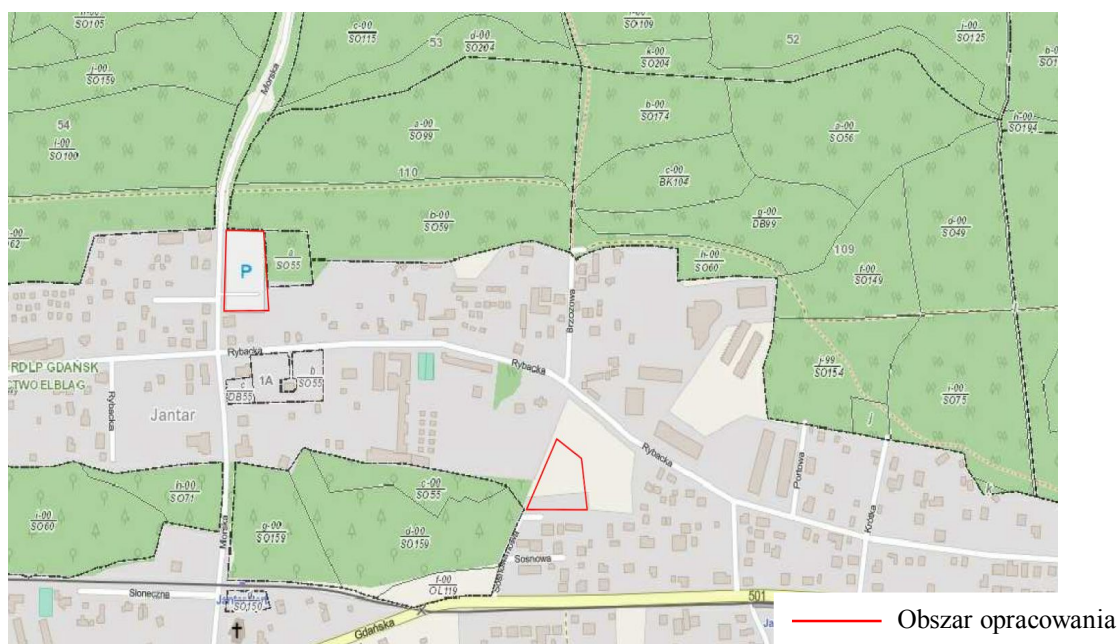 SO105
c-00
SO115
53
d-00
SO204
SO109
k-00
SO204
52
i-00
SO125
j-00
SO159
Morska
54
i-00
SO100
a-00
SO99
b-00
SO174
a-00
SO56
h-00
SO194
110
c-00
BK104
b-00
SO59
g-00
DB99
d-00
SO49
a
SO55
P
h-00
SO60
109
f-00
SO149
Brzozowa
Rybacka
Rybacka
RDLP GDAŃSK
CTWO ELBLĄG
1A
b
SO55
c
DB55
Rybacka
Jantar
j-99
SO154
i-00
SO75
j
Rybacka
Portowa
Krótka
k
h-00
SO71
i-00
SO60
c-00
SO55
g-00
SO159
d-00
SO159
Morska
Sosnowa
f-00
OL119
Słoneczna
SO150
Gdańska
501
Obszar opracowania